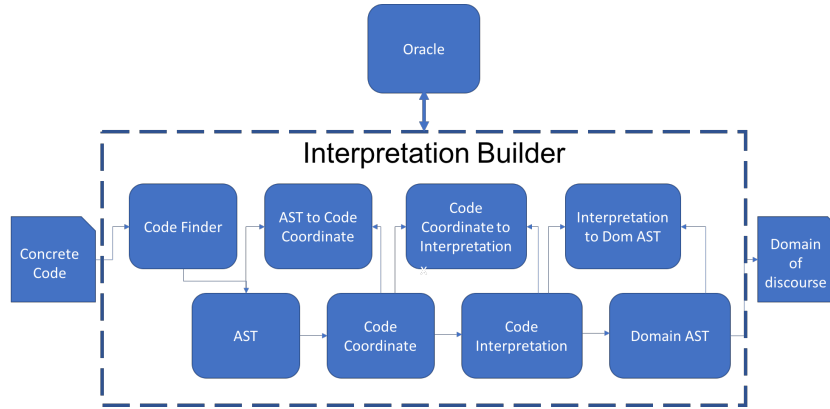 Oracle
Interpretation Builder
Code Finder
AST to Code
Coordinate
Code
Coordinate to
Interpretation
Interpretation
to Dom AST
Concrete
Code
Domain
of
discourse
AST
Code
Coordinate
Code
Interpretation
Domain AST